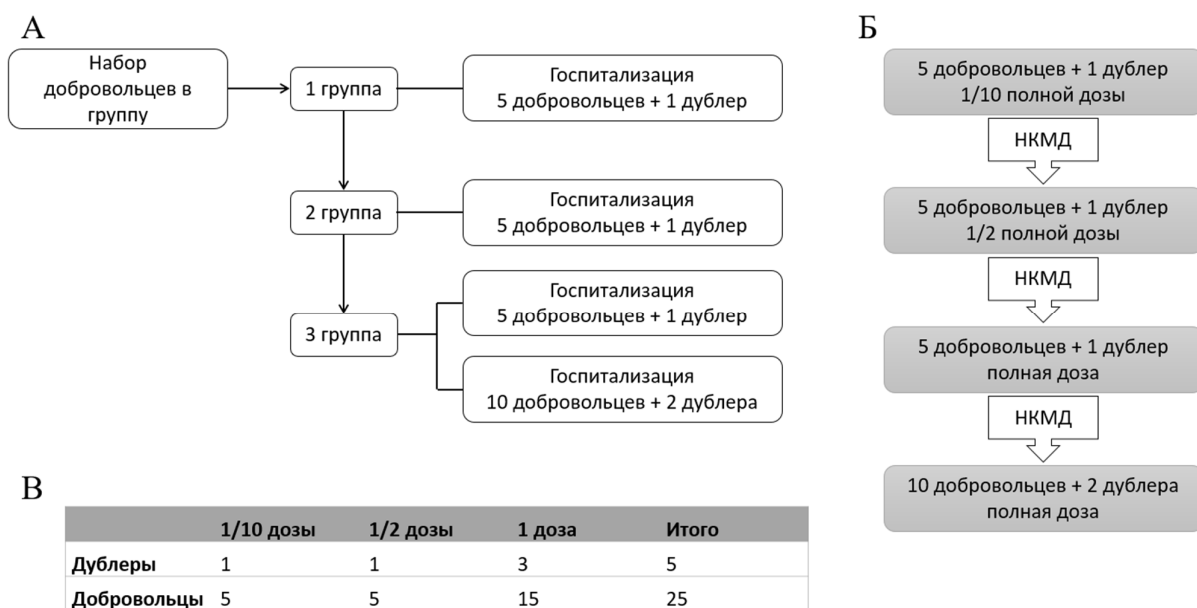 А
Набор
добровольцев в
группу
1 группа
Госпитализация
5 добровольцев + 1 дублер
2 группа
Госпитализация
5 добровольцев + 1 дублер
3 группа
Госпитализация
5 добровольцев + 1 дублер
Госпитализация
10 добровольцев + 2 дублера
Б
5 добровольцев + 1 дублер
1/10 полной дозы
НКМД
5 добровольцев + 1 дублер
1/2 полной дозы
НКМД
5 добровольцев + 1 дублер
полная доза
НКМД
10 добровольцев + 2 дублера
полная доза
В
1/10 дозы 1/2 дозы 1 доза Итого
Дублеры 1 1 3 5
Добровольцы 5 5 15 25